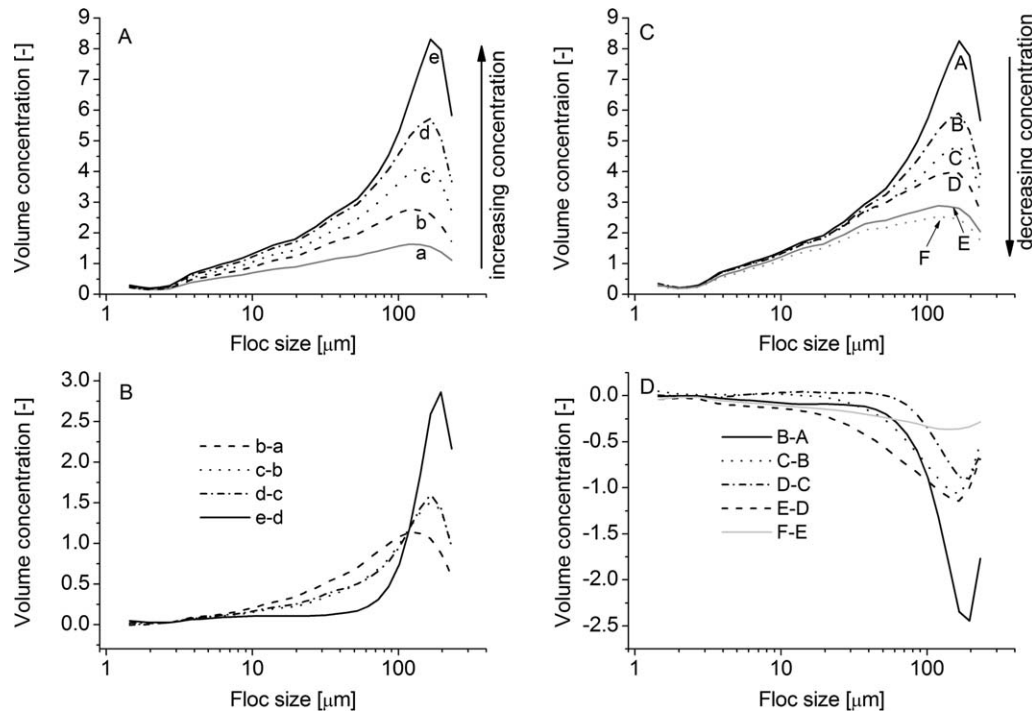 A
Volume concentration [-]
9
8
7
6
5
4
3
2
1
0
e
d
c
b
a
increasing concentration
1
10
100
Floc size [μm]
C
Volume concentraion [-]
9
8
7
6
5
4
3
2
1
0
A
B
C
D
F
E
decreasing concentration
1
10
100
Floc size [μm]
B
Volume concentration [-]
3.0
2.5
2.0
1.5
1.0
0.5
0.0
b-a
c-b
d-c
e-d
1
10
100
Floc size [μm]
D
Volume concentration [-]
0.0
-0.5
-1.0
-1.5
-2.0
-2.5
B-A
C-B
D-C
E-D
F-E
1
10
100
Floc size [μm]